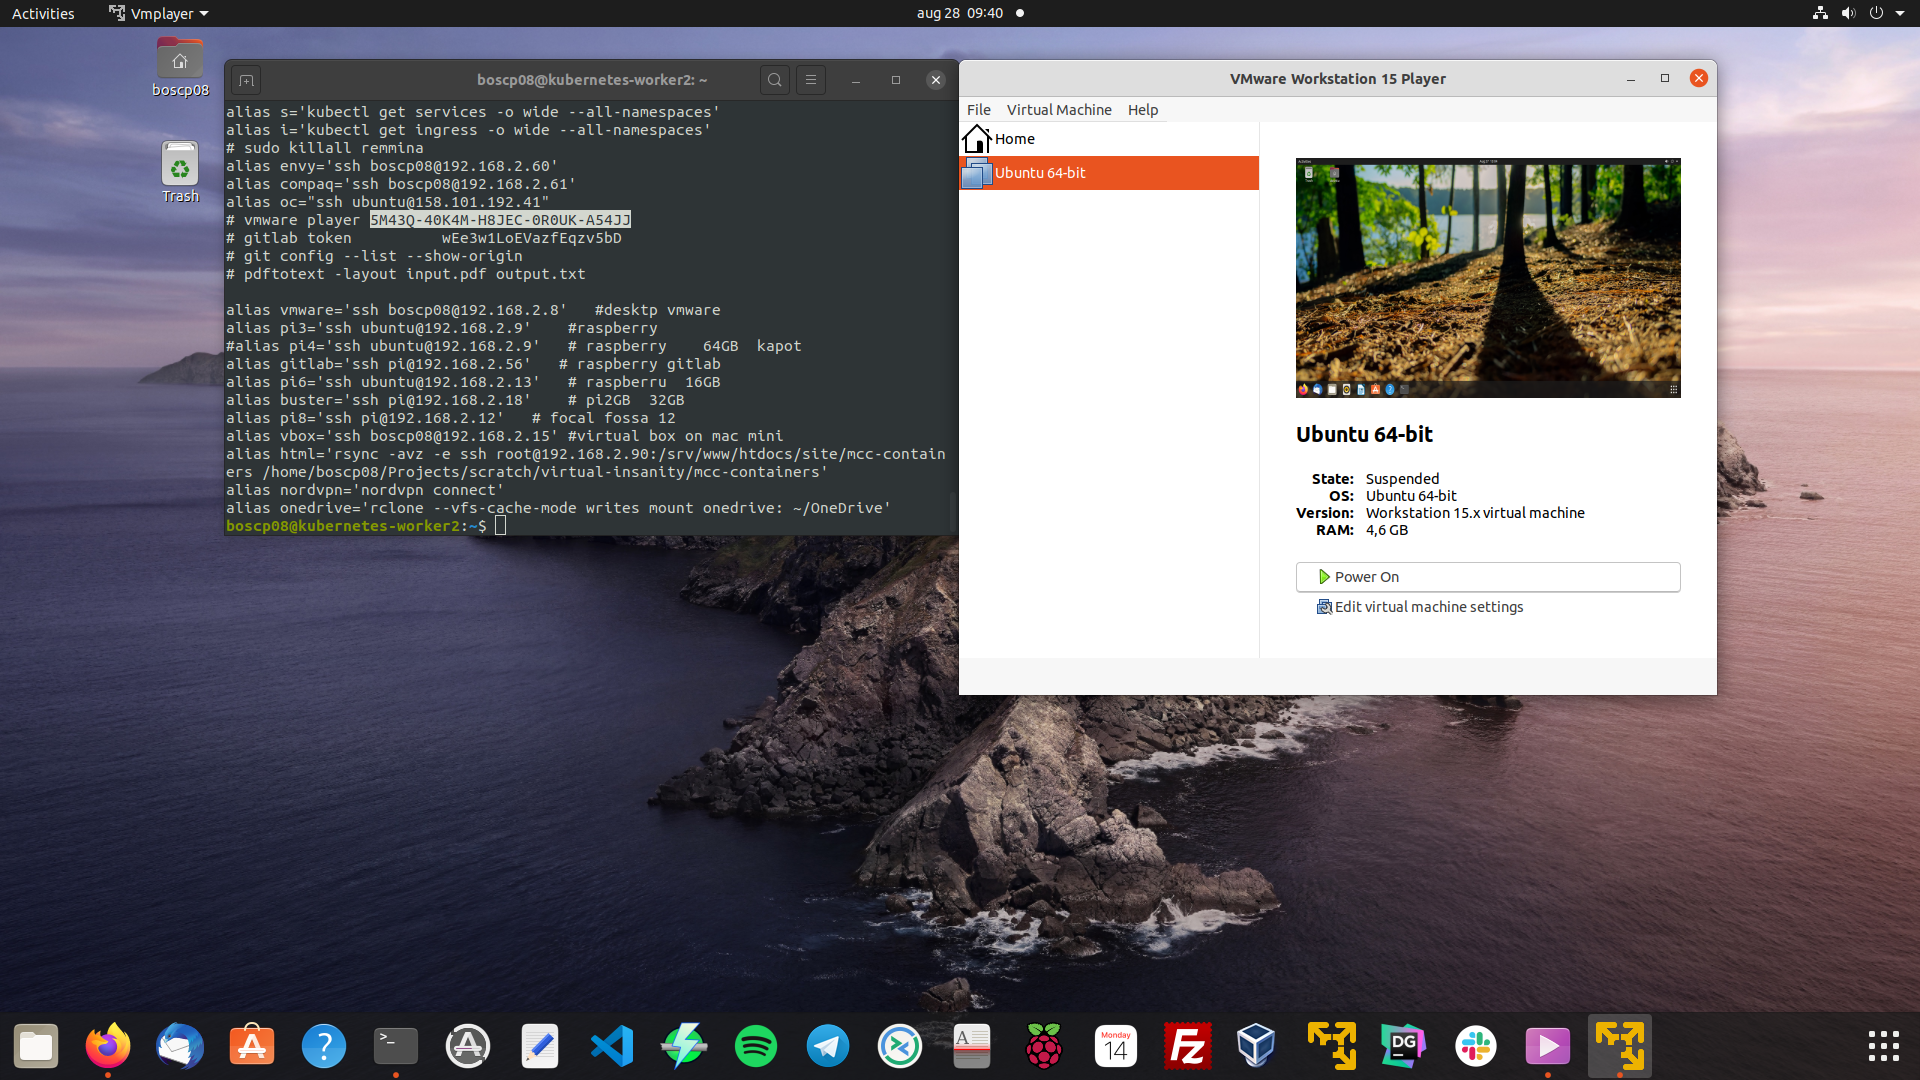 Activities
Vmplayer
aug 28 09:40
boscp08
Trash
boscp08@kubernetes-worker2: ~
alias s='kubectl get services -o wide --all-namespaces'
alias i='kubectl get ingress -o wide --all-namespaces'
# sudo killall remmina
alias envy='ssh boscp08@192.168.2.60'
alias compaq='ssh boscp08@192.168.2.61'
alias oc="ssh ubuntu@158.101.192.41"
# vmware player 5M43Q-40K4M-H8JEC-0R0UK-A54JJ
# gitlab token          wEe3w1LoEVazfEqzv5bD
# git config --list --show-origin
# pdftotext -layout input.pdf output.txt
alias vmware='ssh boscp08@192.168.2.8'   #desktp vmware
alias pi3='ssh ubuntu@192.168.2.9'    #raspberry
#alias pi4='ssh ubuntu@192.168.2.9'   # raspberry    64GB  kapot
alias gitlab='ssh pi@192.168.2.56'   # raspberry gitlab
alias pi6='ssh ubuntu@192.168.2.13'   # raspberru  16GB
alias buster='ssh pi@192.168.2.18'    # pi2GB  32GB
alias pi8='ssh pi@192.168.2.12'   # focal fossa 12
alias vbox='ssh boscp08@192.168.2.15' #virtual box on mac mini
alias html='rsync -avz -e ssh root@192.168.2.90:/srv/www/htdocs/site/mcc-contain
ers /home/boscp08/Projects/scratch/virtual-insanity/mcc-containers'
alias nordvpn='nordvpn connect'
alias onedrive='rclone --vfs-cache-mode writes mount onedrive: ~/OneDrive'
boscp08@kubernetes-worker2:~$
VMware Workstation 15 Player
File Virtual Machine Help
Home
Ubuntu 64-bit
Ubuntu 64-bit
State: Suspended
OS: Ubuntu 64-bit
Version: Workstation 15.x virtual machine
RAM: 4,6 GB
Power On
Edit virtual machine settings
Monday
14
FZ
DG